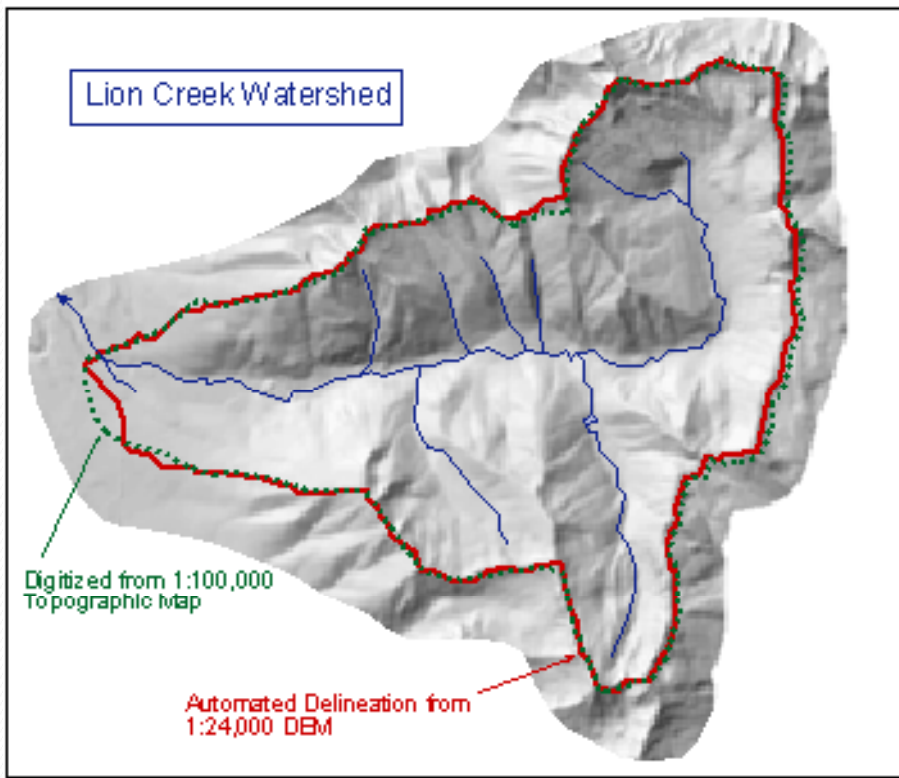 Lion Creek Watershed
Digitized from 1:100,000
Topographic Map
Automated Delineation from
1:24,000 DEM